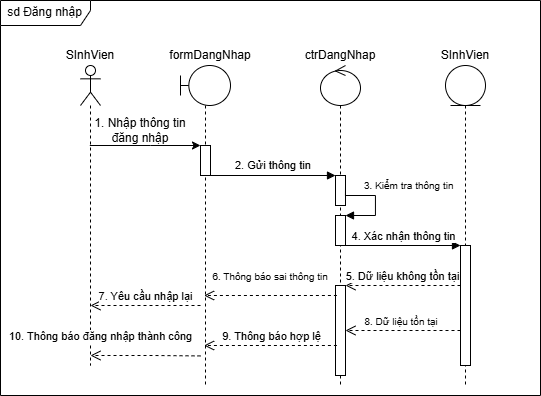 sd Đăng nhập
SInhVien
formDangNhap
ctrDangNhap
SInhVien
1. Nhập thông tin
đăng nhập
2. Gửi thông tin
3. Kiểm tra thông tin
4. Xác nhận thông tin
5. Dữ liệu không tồn tại
6. Thông báo sai thông tin
7. Yêu cầu nhập lại
8. Dữ liệu tồn tại
9. Thông báo hợp lệ
10. Thông báo đăng nhập thành công